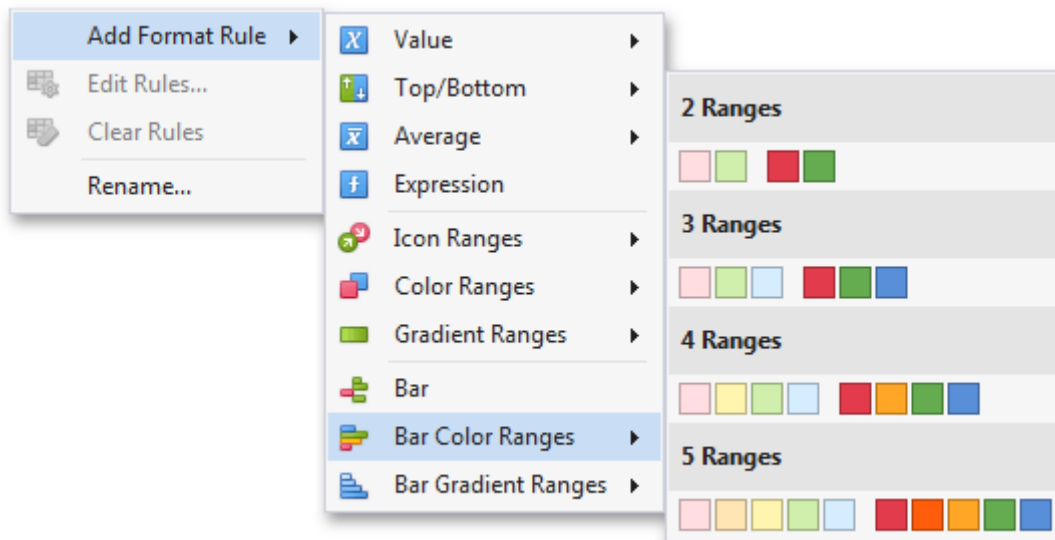 Add Format Rule
Edit Rules...
Clear Rules
Rename...
Value
Top/Bottom
Average
Expression
Icon Ranges
Color Ranges
Gradient Ranges
Bar
Bar Color Ranges
Bar Gradient Ranges
2 Ranges
3 Ranges
4 Ranges
5 Ranges